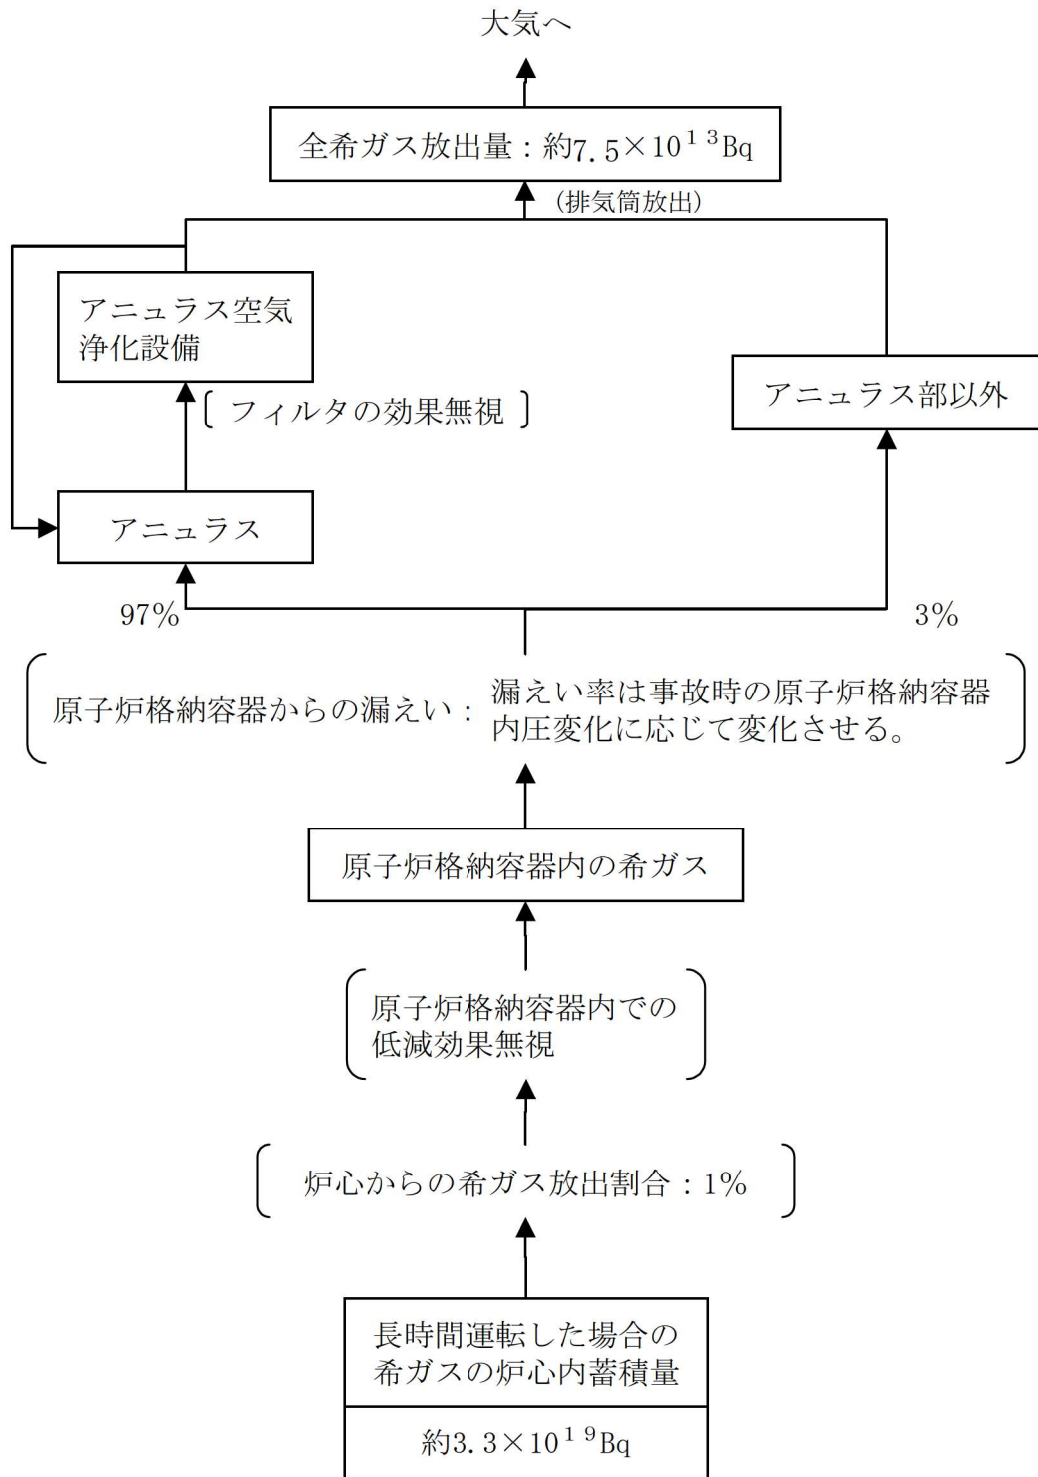 大気へ
全希ガス放出量：約7.5×10¹³Bq
(排気筒放出)
アニュラス空気
浄化設備
アニュラス部以外
フィルタの効果無視
アニュラス
97%
3%
原子炉格納容器からの漏えい：
漏えい率は事故時の原子炉格納容器
内圧変化に応じて変化させる。
原子炉格納容器内の希ガス
原子炉格納容器内での
低減効果無視
炉心からの希ガス放出割合：1%
長時間運転した場合の
希ガスの炉心内蓄積量
約3.3×10¹⁹Bq